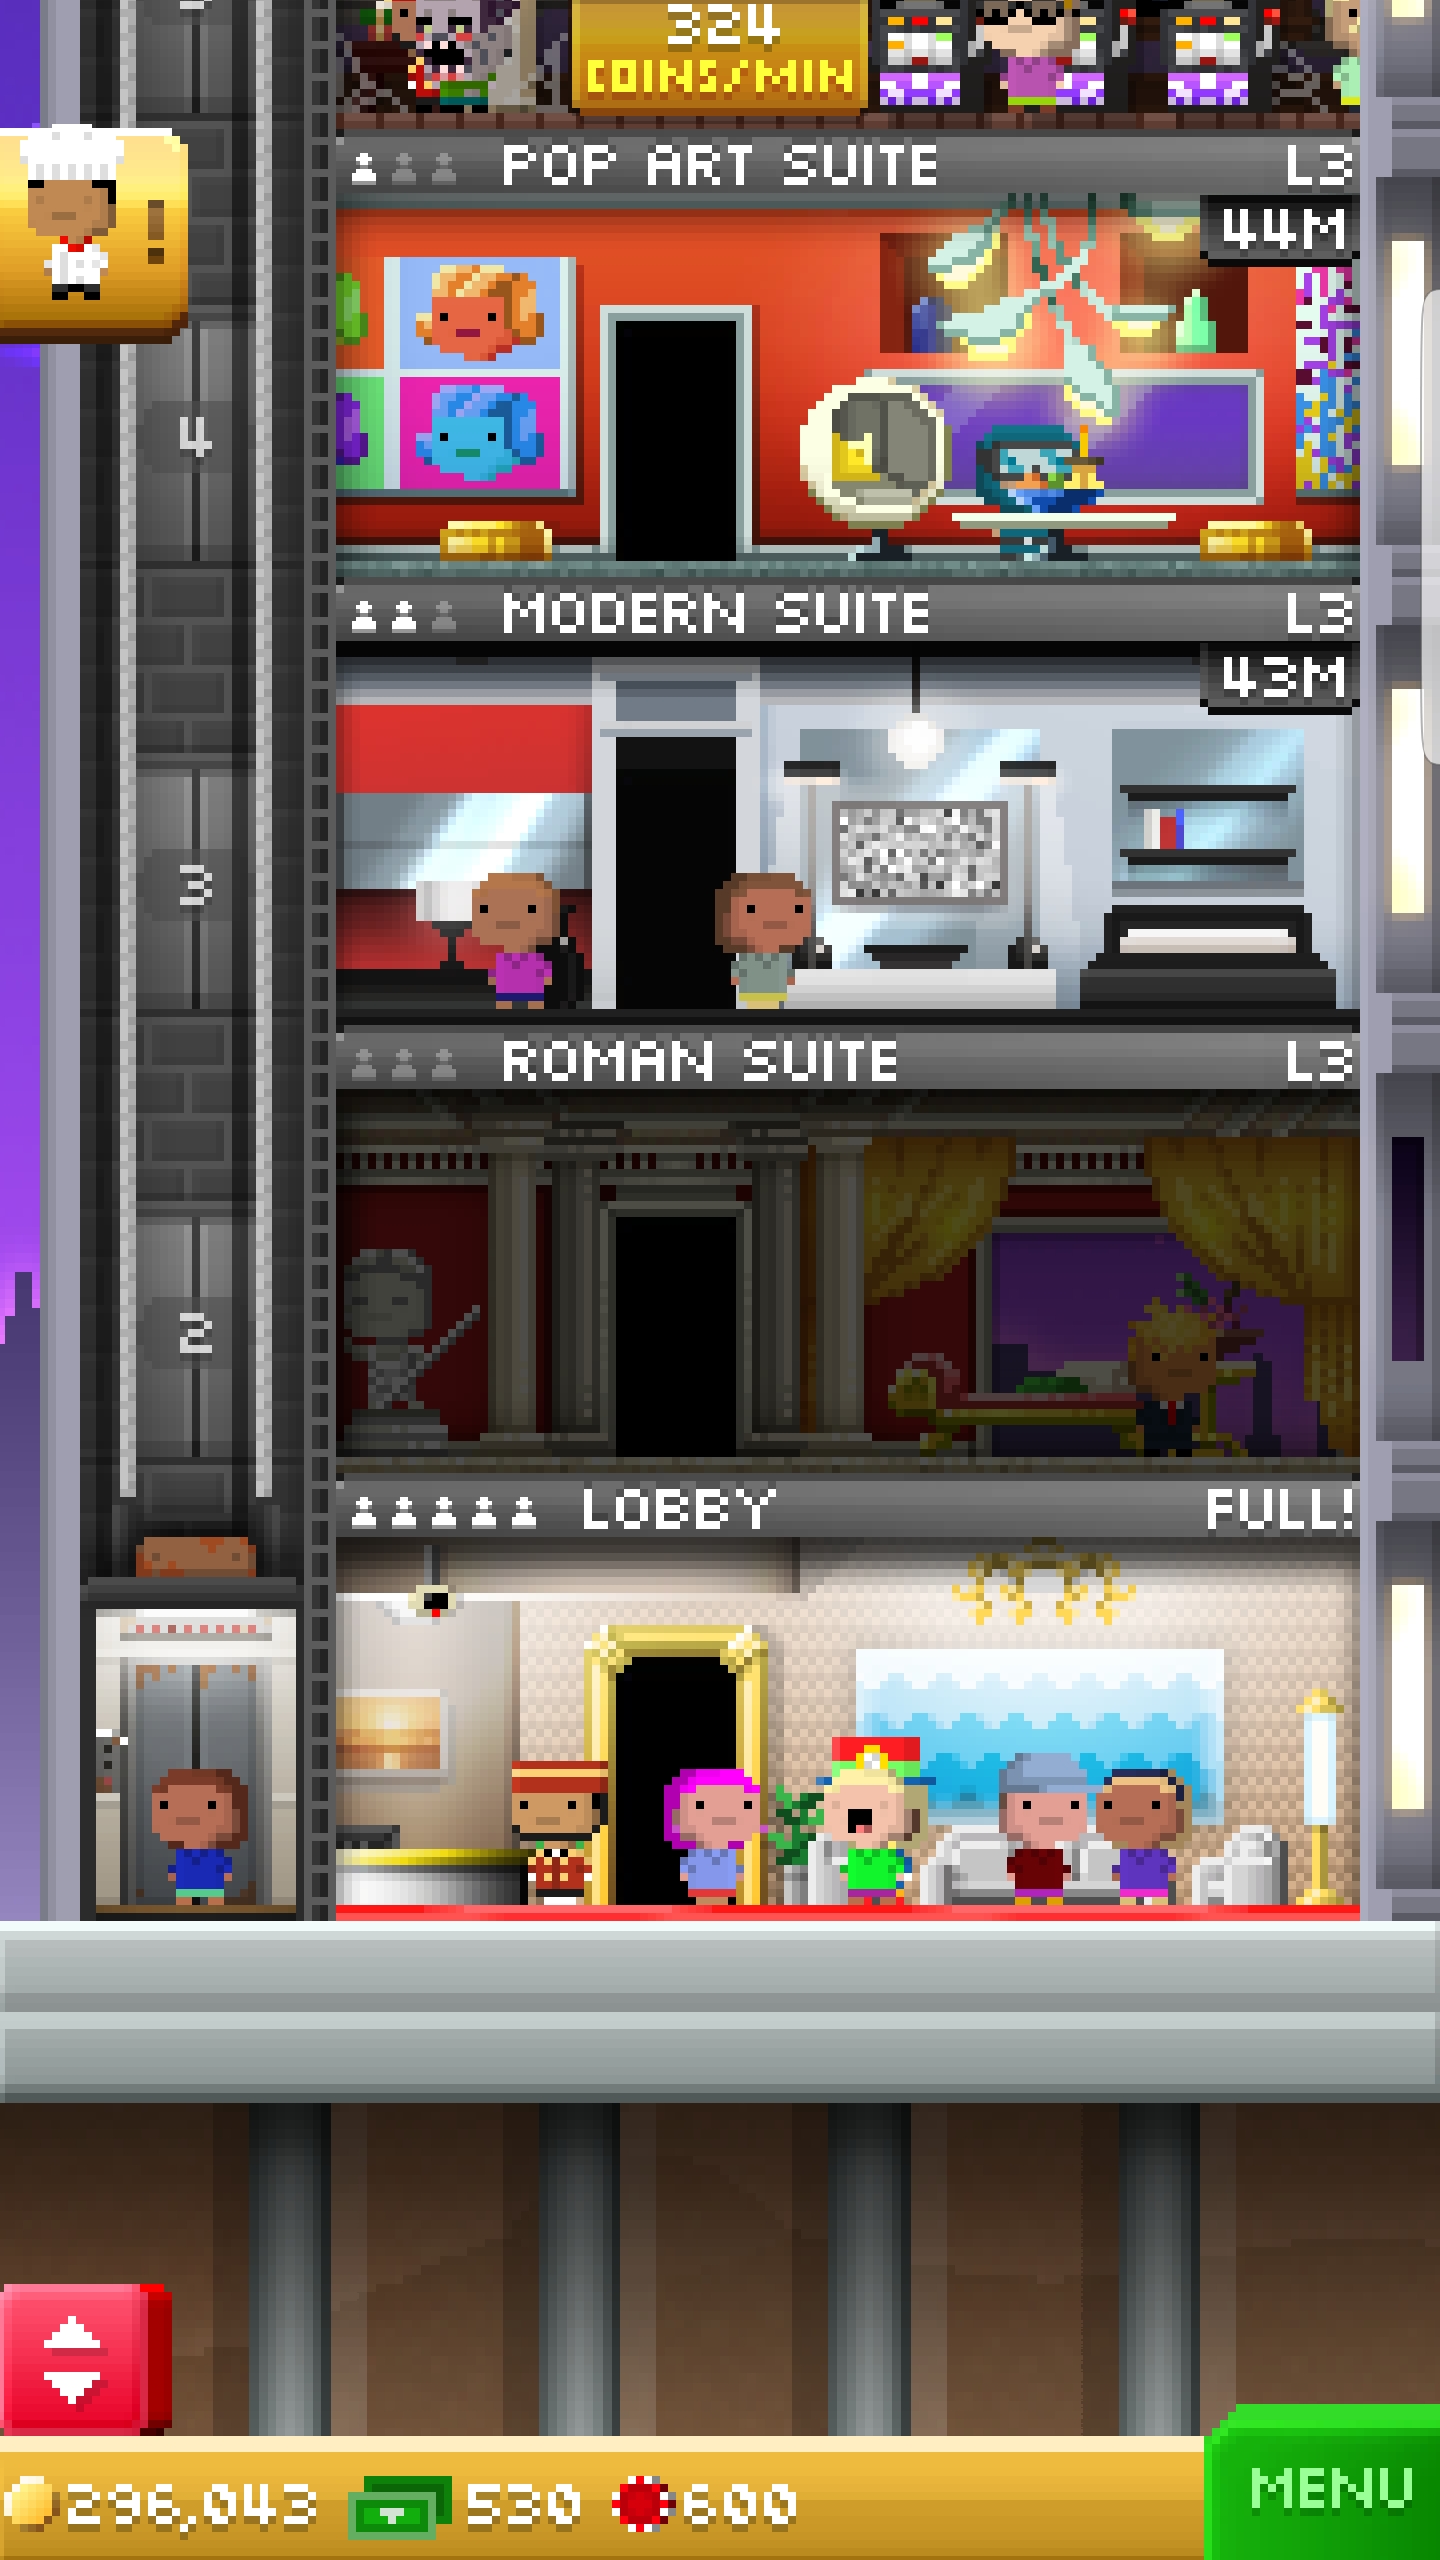 324
COINS/MIN
POP ART SUITE L3
44M
4
MODERN SUITE L3
43M
3
ROMAN SUITE L3
2
LOBBY FULL!
!
MENU
296,043 530 600